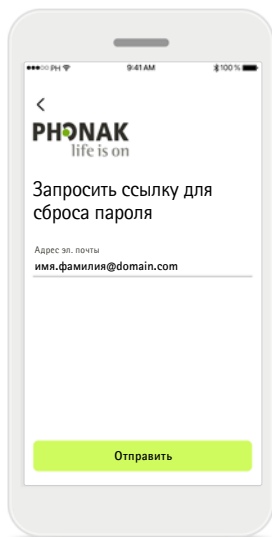 PH 9:41 AM 100 %
PHONAK
life is on
Запросить ссылку для
сброса пароля
Адрес эл. почты
имя.фамилия@domain.com
Отправить